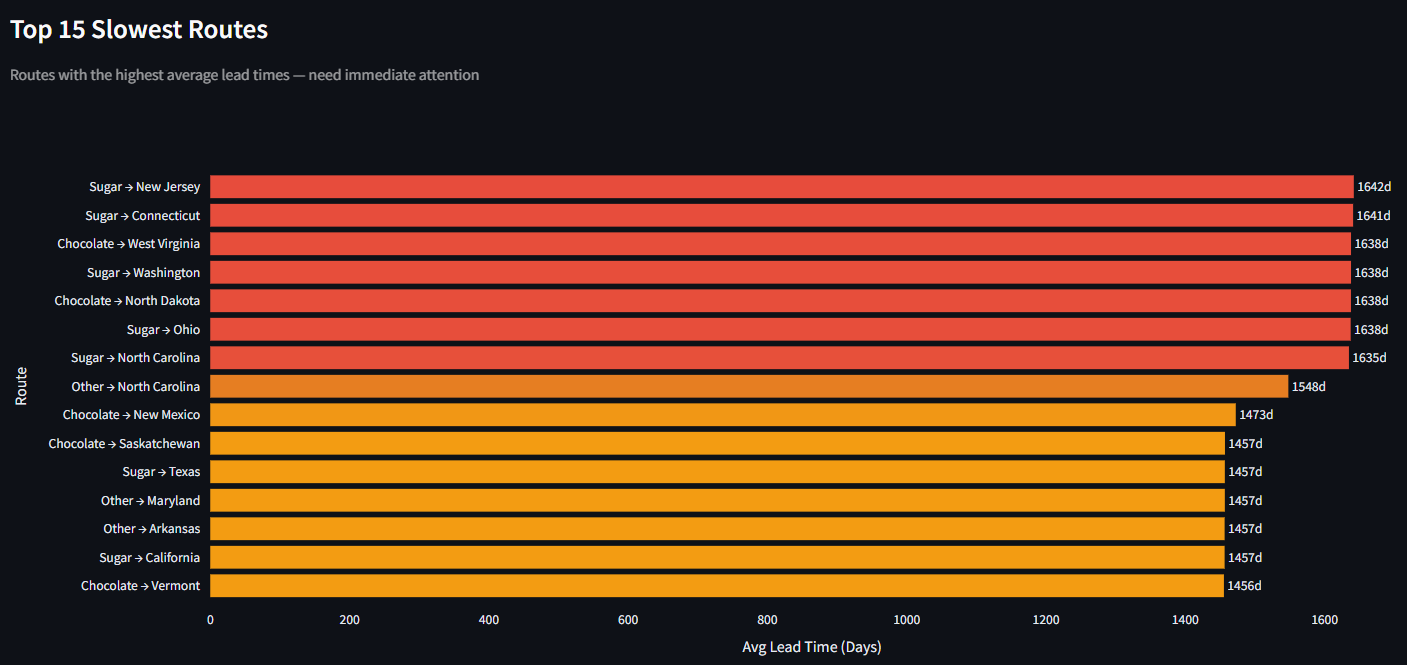 Top 15 Slowest Routes
Routes with the highest average lead times — need immediate attention
Sugar → New Jersey 1642d
Sugar → Connecticut 1641d
Chocolate → West Virginia 1638d
Sugar → Washington 1638d
Chocolate → North Dakota 1638d
Sugar → Ohio 1638d
Sugar → North Carolina 1635d
Other → North Carolina 1548d
Chocolate → New Mexico 1473d
Chocolate → Saskatchewan 1457d
Sugar → Texas 1457d
Other → Maryland 1457d
Other → Arkansas 1457d
Sugar → California 1457d
Chocolate → Vermont 1456d
Route
0 200 400 600 800 1000 1200 1400 1600
Avg Lead Time (Days)